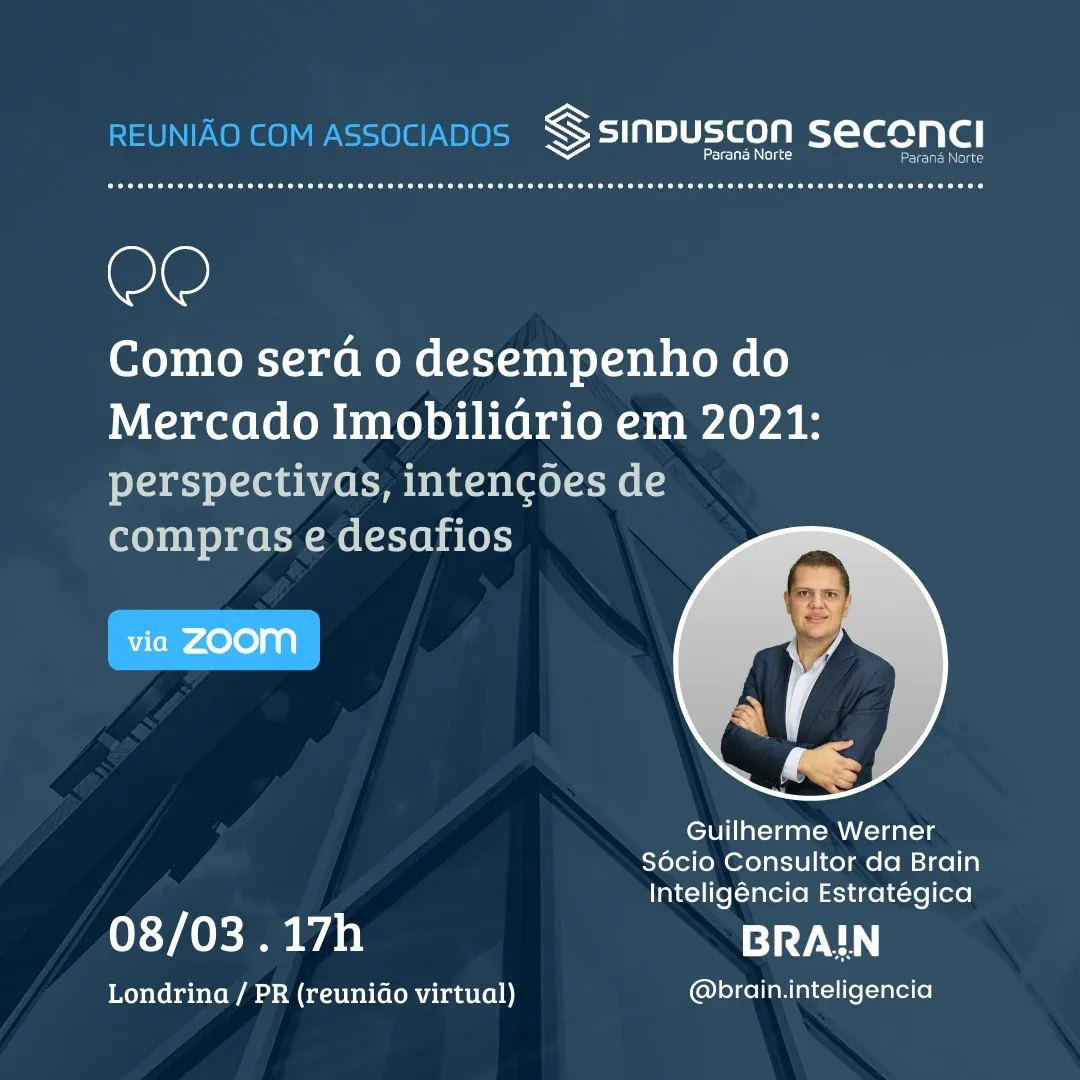 REUNIÃO COM ASSOCIADOS
SINDUSCON
Paraná Norte
seconci
Paraná Norte
Como será o desempenho do
Mercado Imobiliário em 2021:
perspectivas, intenções de
compras e desafios
via zoom
Guilherme Werner
Sócio Consultor da Brain
Inteligência Estratégica
BRAIN
@brain.inteligencia
08/03 . 17h
Londrina / PR (reunião virtual)